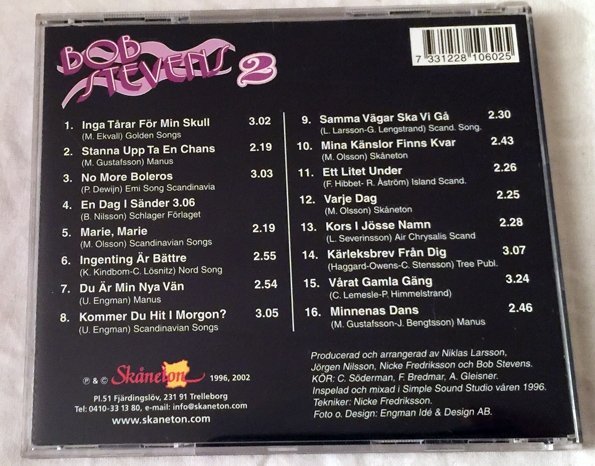 BOB
STEVENS 2
7 331228 106025
1. Inga Tårar För Min Skull 3.02
(M. Ekvall) Golden Songs
2. Stanna Upp Ta En Chans 2.19
(M. Gustafsson) Manus
3. No More Boleros 3.03
(P. Dewijn) Emi Song Scandinavia
4. En Dag I Sänder 3.06
(B. Nilsson) Schlager Förlaget
5. Marie, Marie 2.19
(M. Olsson) Scandinavian Songs
6. Ingenting Är Bättre 2.55
(K. Kindbom-C. Lösnitz) Nord Song
7. Du Är Min Nya Vän 2.54
(U. Engman) Manus
8. Kommer Du Hit I Morgon? 3.05
(U. Engman) Scandinavian Songs
9. Samma Vägar Ska Vi Gå 2.30
(L. Larsson-G. Lengstrand) Scand. Song.
10. Mina Känslor Finns Kvar 2.43
(M. Olsson) Skåneton
11. Ett Litet Under 2.26
(F. Hibbet- R. Åström) Island Scand.
12. Varje Dag 2.25
(M. Olsson) Skåneton
13. Kors I Jösse Namn 2.28
(L. Severinsson) Air Chrysalis Scand
14. Kärleksbrev Från Dig 3.07
(Haggard-Owens-C. Stensson) Tree Publ.
15. Vårat Gamla Gäng 3.24
(C. Lemesle-P. Himmelstrand)
16. Minnenas Dans 2.46
(M. Gustafsson-J. Bengtsson) Manus
℗ & © Skåneton 1996, 2002
Pl.51 Fjärdingslöv, 231 91 Trelleborg
Tel: 0410-33 13 80, e-mail: info@skaneton.com
www.skaneton.com
Producerad och arrangerad av Niklas Larsson,
Jörgen Nilsson, Nicke Fredriksson och Bob Stevens.
KÖR: C. Söderman, F. Bredmar, A. Gleisner.
Inspelad och mixad i Simple Sound Studio våren 1996.
Tekniker: Nicke Fredriksson.
Foto o. Design: Engman Idé & Design AB.